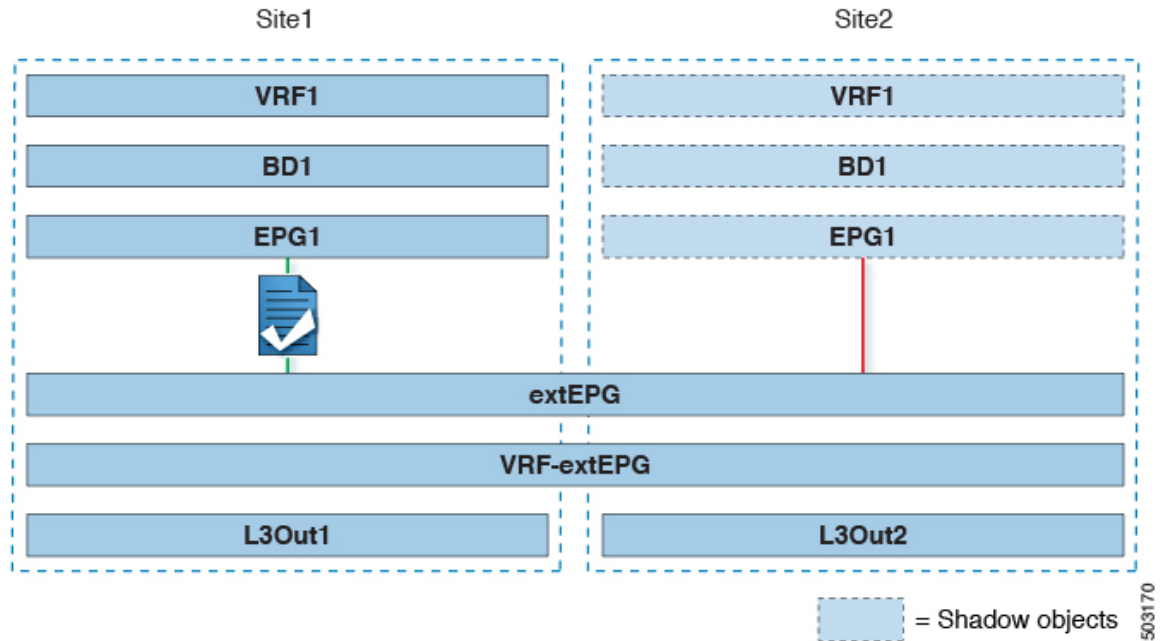 Site1
Site2
VRF1
VRF1
BD1
BD1
EPG1
EPG1
extEPG
VRF-extEPG
L3Out1
L3Out2
= Shadow objects
503170